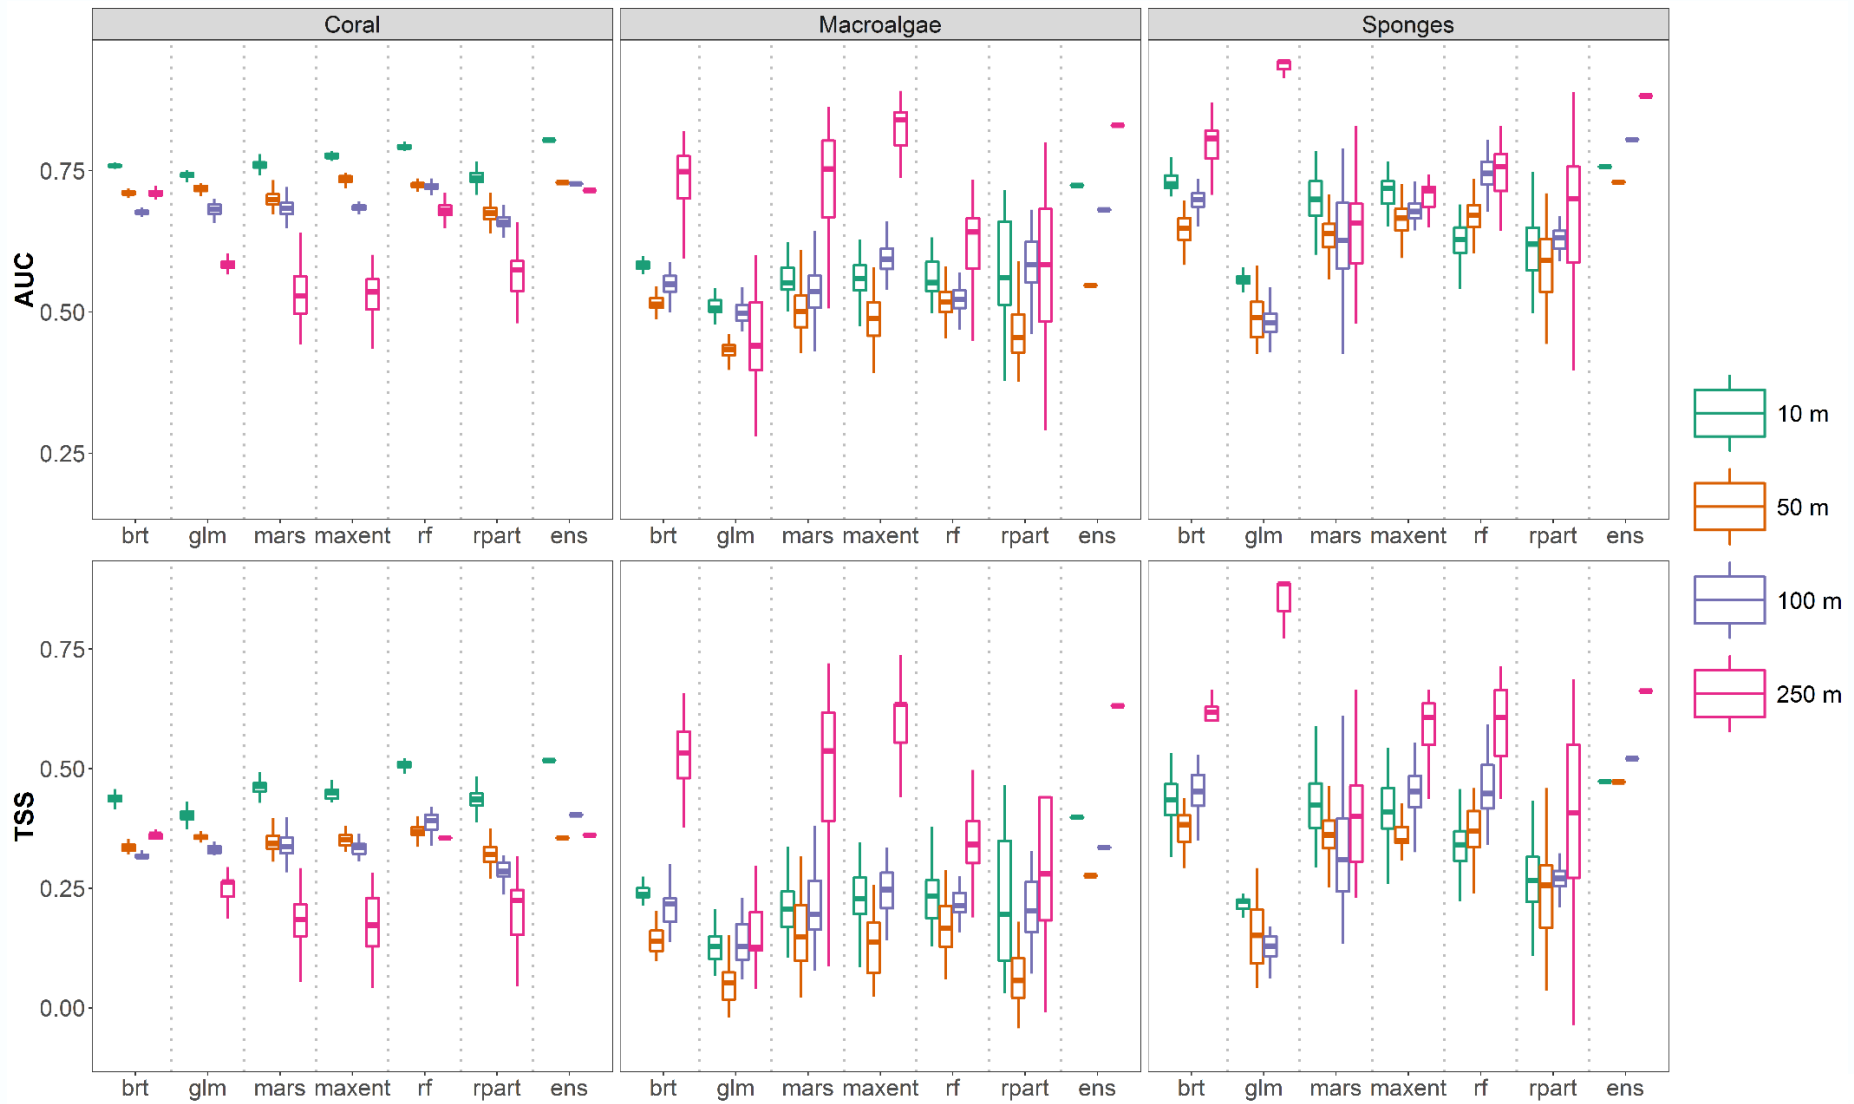 Coral Macroalgae Sponges
AUC
0.75
0.50
0.25
brt glm mars maxent rf rpart ens brt glm mars maxent rf rpart ens brt glm mars maxent rf rpart ens
TSS
0.75
0.50
0.25
0.00
brt glm mars maxent rf rpart ens brt glm mars maxent rf rpart ens brt glm mars maxent rf rpart ens
10 m
50 m
100 m
250 m